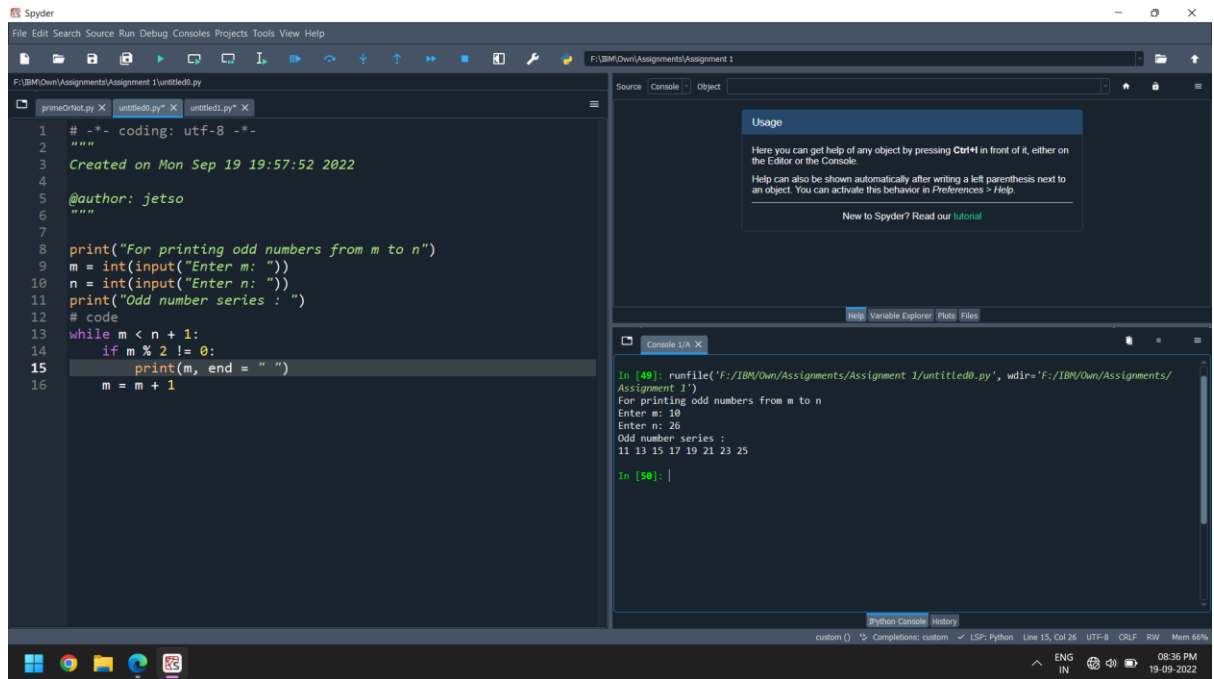 Spyder
File Edit Search Source Run Debug Consoles Projects Tools View Help
F:\IBM\Own\Assignments\Assignment 1
F:\IBM\Own\Assignments\Assignment 1\untitled0.py
primeOrNot.py untitled0.py* untitled1.py*
1 # -*- coding: utf-8 -*-
2 """
3 Created on Mon Sep 19 19:57:52 2022
4
5 @author: jetso
6 """
7
8 print("For printing odd numbers from m to n")
9 m = int(input("Enter m: "))
10 n = int(input("Enter n: "))
11 print("Odd number series : ")
12 # code
13 while m < n + 1:
14     if m % 2 != 0:
15         print(m, end = " ")
16     m = m + 1
Source Console Object
Usage
Here you can get help of any object by pressing Ctrl+I in front of it, either on
the Editor or the Console.
Help can also be shown automatically after writing a left parenthesis next to
an object. You can activate this behavior in Preferences > Help.
New to Spyder? Read our tutorial
Help Variable Explorer Plots Files
Console 1/A
In [49]: runfile('F:/IBM/Own/Assignments/Assignment 1/untitled0.py', wdir='F:/IBM/Own/Assignments/
Assignment 1')
For printing odd numbers from m to n
Enter m: 10
Enter n: 26
Odd number series :
11 13 15 17 19 21 23 25
In [50]:
IPython Console History
custom () Completions: custom LSP: Python Line 15, Col 26 UTF-8 CRLF RW Mem 66%
ENG
IN
08:36 PM
19-09-2022